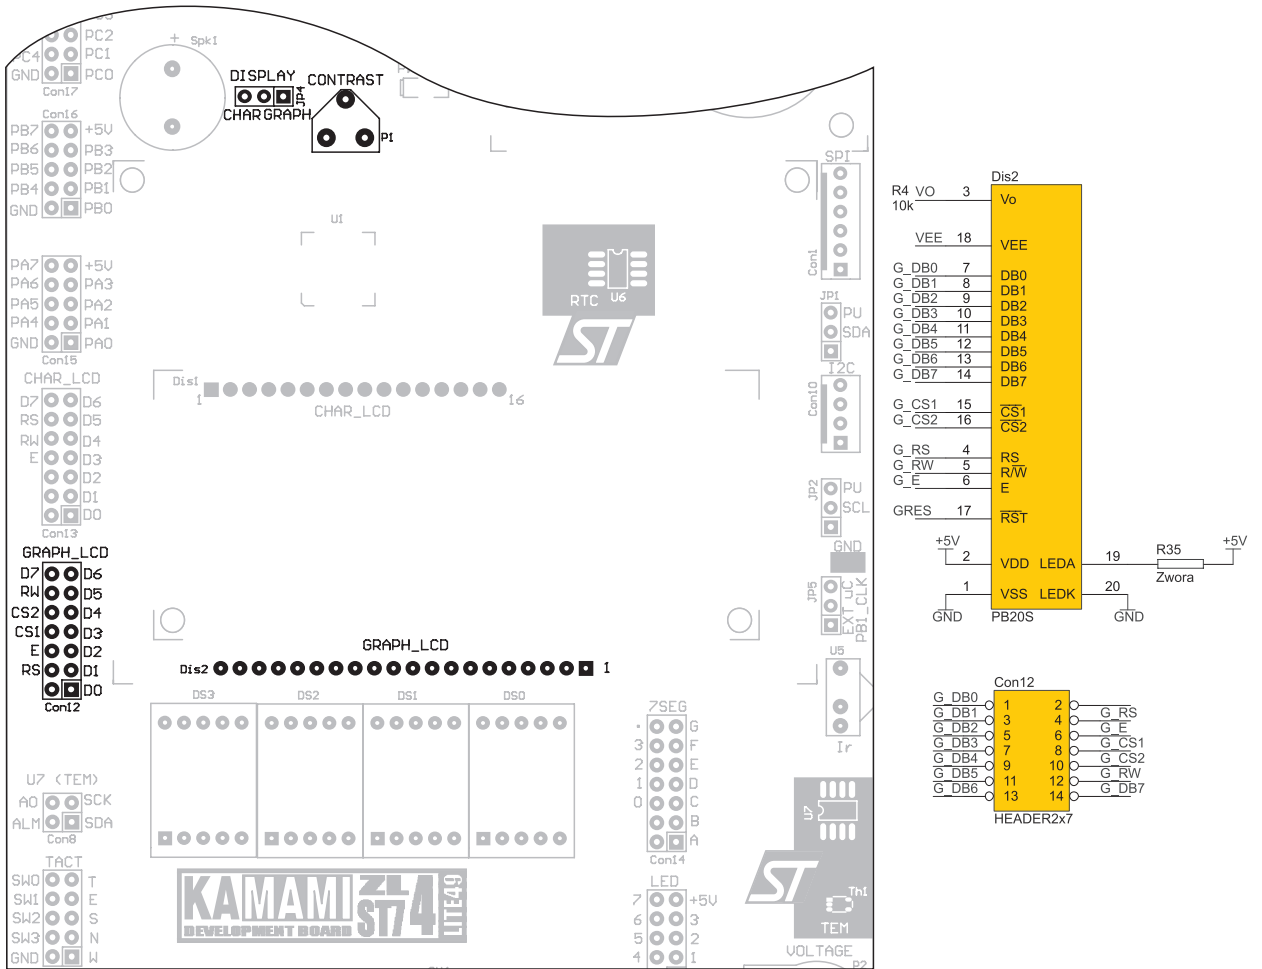 PC2
PC4 PC1
GND PC0
Con17
+ Spk1
DISPLAY
JP4
CHAR GRAPH
CONTRAST
P1
Con16
PB7 +5V
PB6 PB3
PB5 PB2
PB4 PB1
GND PB0
PA7 +5V
PA6 PA3
PA5 PA2
PA4 PA1
GND PA0
Con15
CHAR_LCD
D7 D6
RS D5
RW D4
E D3
D2
D1
D0
Con13
GRAPH_LCD
D7 D6
RW D5
CS2 D4
CS1 D3
E D2
RS D1
D0
Con12
U7 (TEM)
AO SCK
ALM SDA
Con8
TACT
SW0 T
SW1 E
SW2 S
SW3 N
GND W
U1
RTC U6
ST
Dis1
1 16
CHAR_LCD
GRAPH_LCD
Dis2 1
DS3 DS2 DS1 DS0
KAMAMI
DEVELOPMENT BOARD
ZL
ST74
LITE49
7SEG
. G
3 F
2 E
1 D
0 C
B
A
Con14
LED
7 +5V
6 3
5 2
4 1
SPI
Con1
JP1
PU
SDA
I2C
Con10
JP2
PU
SCL
GND
JP5
EXT uC
PB1_CLK
U5
Ir
U7
ST
Th1
TEM
VOLTAGE
P2
Dis2
R4 VO 3 Vo
10k
VEE 18 VEE
G_DB0 7 DB0
G_DB1 8 DB1
G_DB2 9 DB2
G_DB3 10 DB3
G_DB4 11 DB4
G_DB5 12 DB5
G_DB6 13 DB6
G_DB7 14 DB7
G_CS1 15 CS1
G_CS2 16 CS2
G_RS 4 RS
G_RW 5 R/W
G_E 6 E
GRES 17 RST
+5V 2 VDD LEDA 19 R35 +5V
Zwora
1 VSS LEDK 20
GND PB20S GND
Con12
G_DB0 1 2
G_DB1 3 4 G_RS
G_DB2 5 6 G_E
G_DB3 7 8 G_CS1
G_DB4 9 10 G_CS2
G_DB5 11 12 G_RW
G_DB6 13 14 G_DB7
HEADER2x7